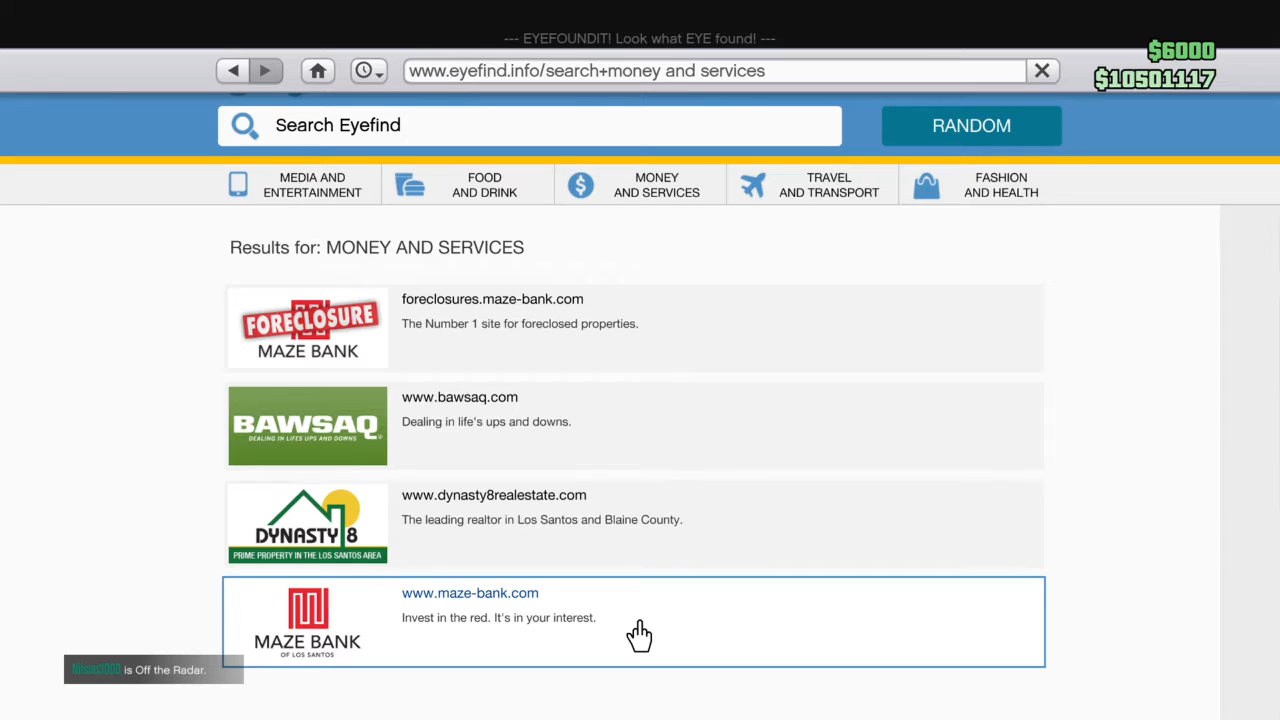 --- EYEFOUNDIT! Look what EYE found! ---
$6000
www.eyefind.info/search+money and services
$10501117
Search Eyefind
RANDOM
MEDIA AND
ENTERTAINMENT
FOOD
AND DRINK
MONEY
AND SERVICES
TRAVEL
AND TRANSPORT
FASHION
AND HEALTH
Results for: MONEY AND SERVICES
FORECLOSURE
MAZE BANK
foreclosures.maze-bank.com
The Number 1 site for foreclosed properties.
BAWSAQ
DEALING IN LIFES UPS AND DOWNS
www.bawsaq.com
Dealing in life's ups and downs.
DYNASTY 8
PRIME PROPERTY IN THE LOS SANTOS AREA
www.dynasty8realestate.com
The leading realtor in Los Santos and Blaine County.
MAZE BANK
OF LOS SANTOS
www.maze-bank.com
Invest in the red. It's in your interest.
is Off the Radar.